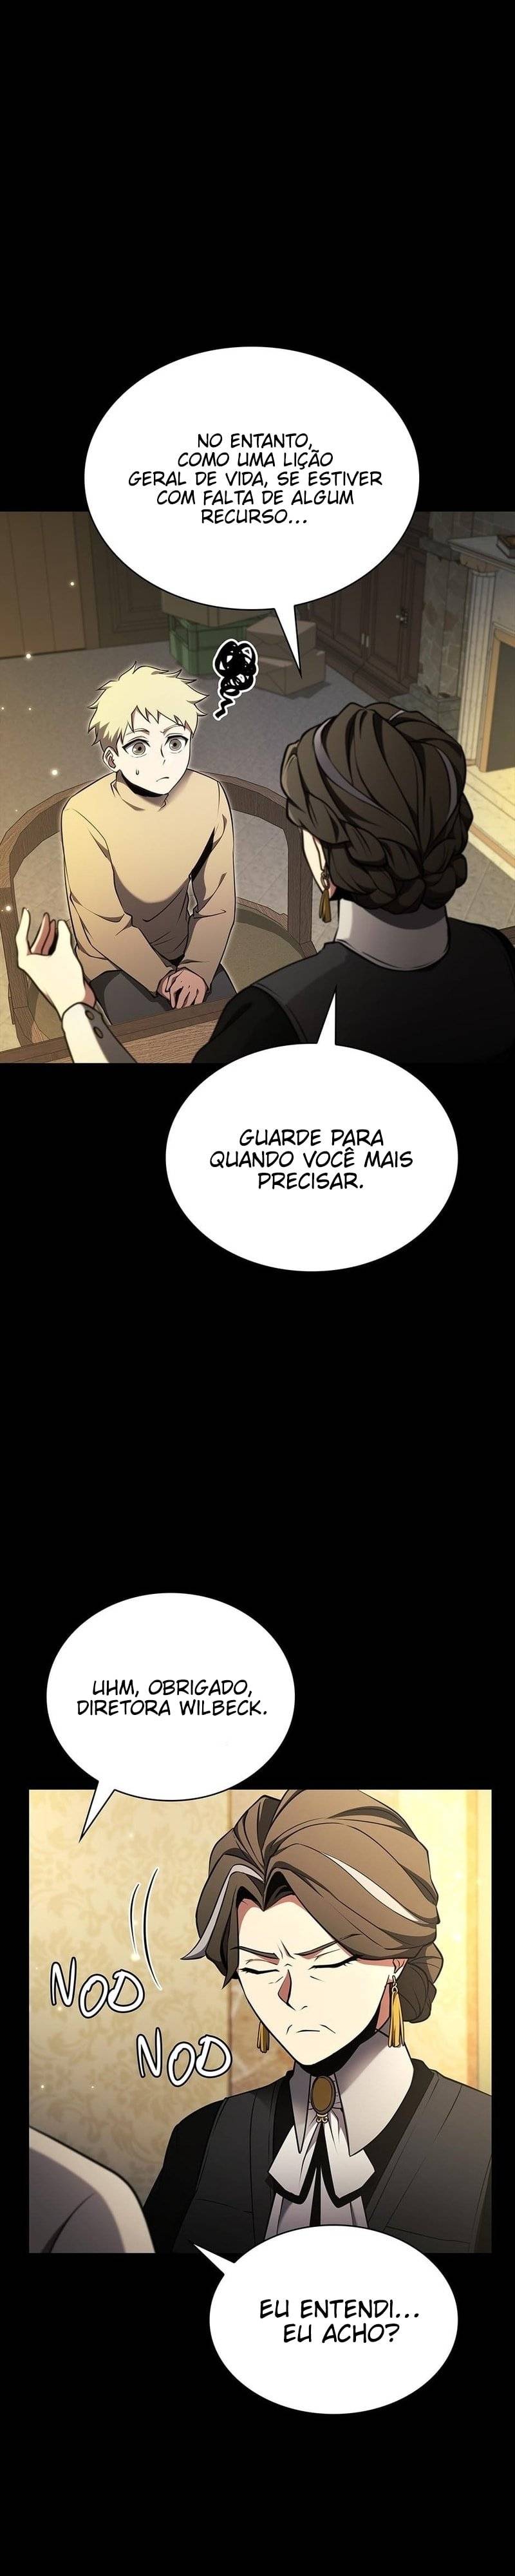 NO ENTANTO,
COMO UMA LIÇÃO
GERAL DE VIDA, SE ESTIVER
COM FALTA DE ALGUM
RECURSO...
GUARDE PARA
QUANDO VOCÊ MAIS
PRECISAR.
UHM, OBRIGADO,
DIRETORA WILBECK.
NOD
NOD
EU ENTENDI...
EU ACHO?